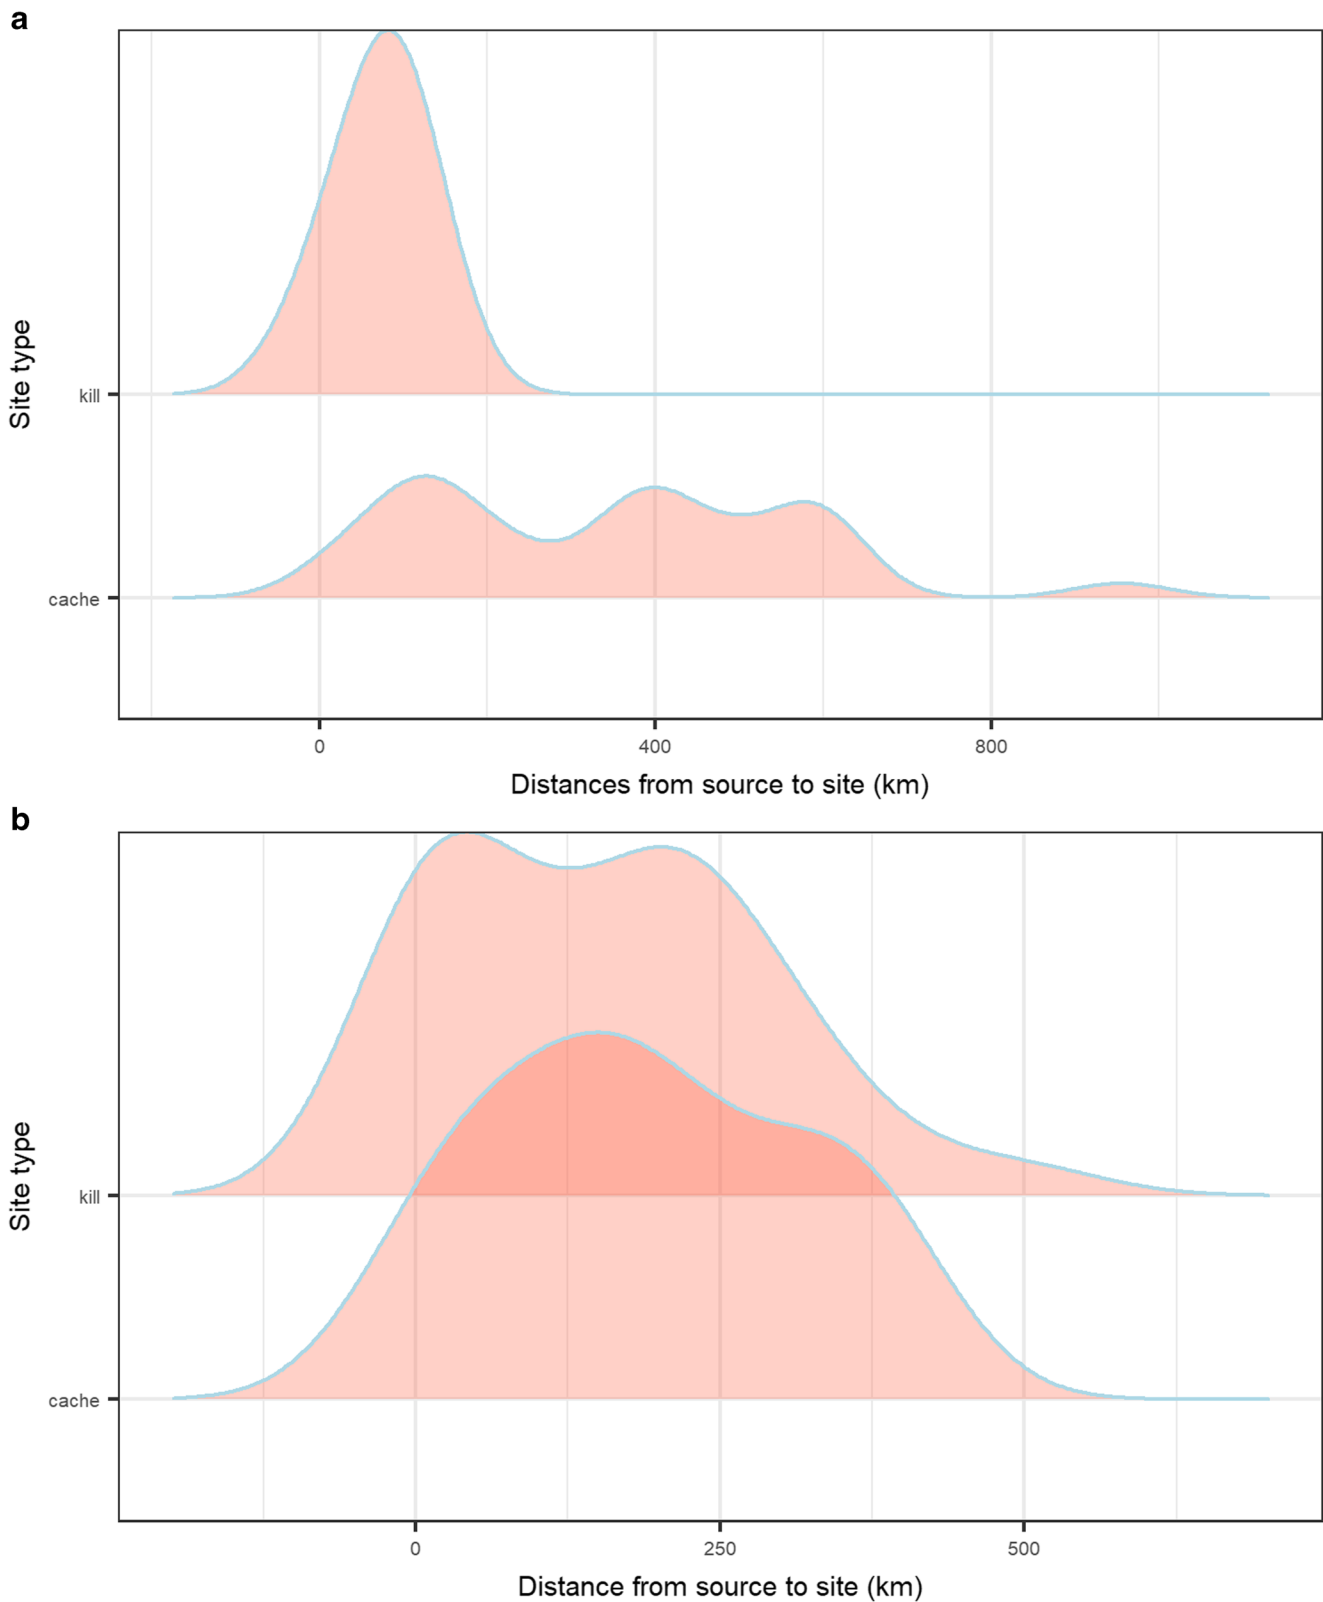 a
Site type
kill
cache
0 400 800
Distances from source to site (km)
b
Site type
kill
cache
0 250 500
Distance from source to site (km)